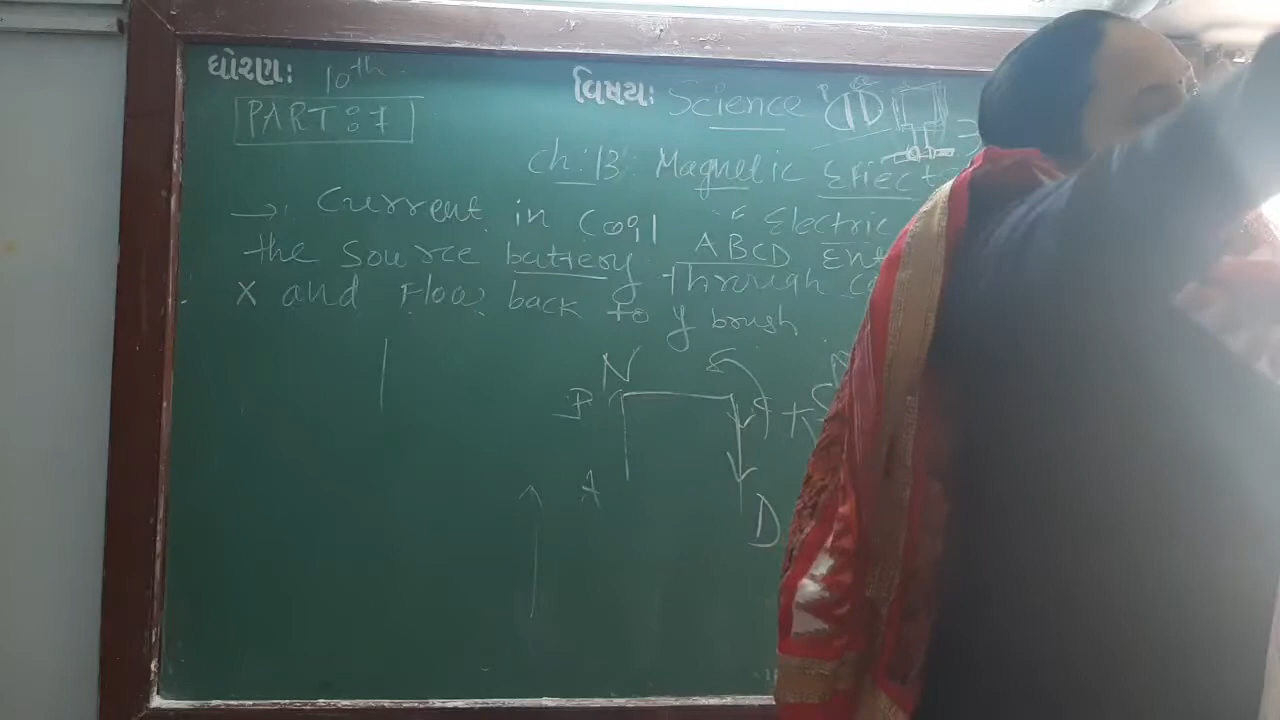 ધોરણ: 10th વિષય: Science
PART: 7
Ch: 13: Magnetic Effect
→ Current in Coil Electric
the Source battery ABCD Ent
X and Flow back to y brush through
N
B
A
D